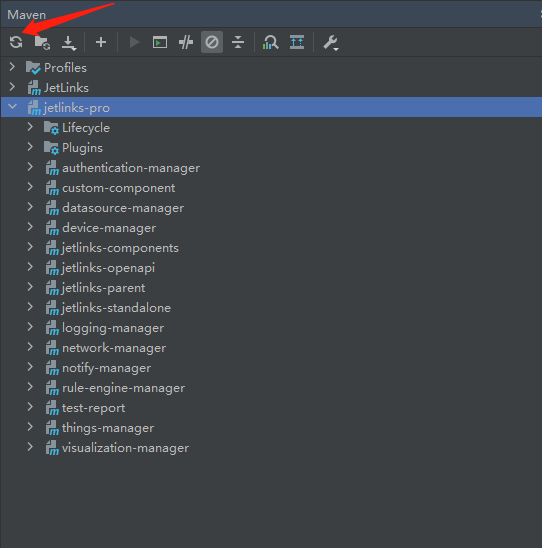 Maven
Profiles
JetLinks
jetlinks-pro
Lifecycle
Plugins
authentication-manager
custom-component
datasource-manager
device-manager
jetlinks-components
jetlinks-openapi
jetlinks-parent
jetlinks-standalone
logging-manager
network-manager
notify-manager
rule-engine-manager
test-report
things-manager
visualization-manager